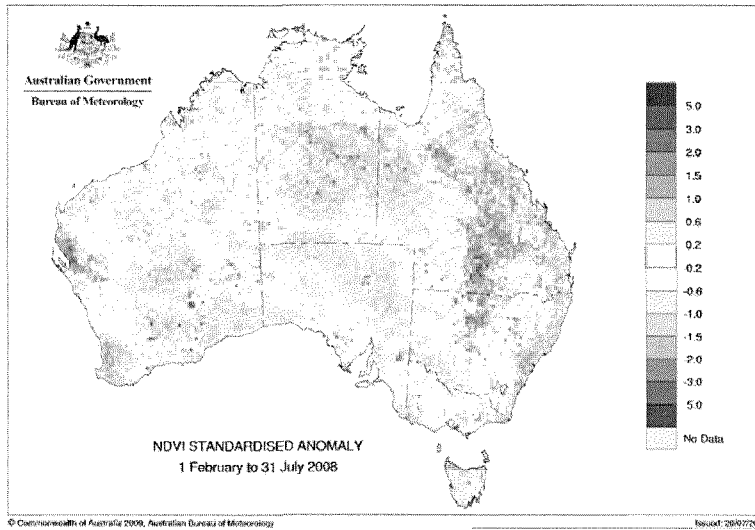 Australian Government
Bureau of Meteorology
5.0
3.0
2.0
1.5
1.0
0.6
0.2
-0.2
-0.6
-1.0
-1.5
-2.0
-3.0
-5.0
No Data
NDVI STANDARDISED ANOMALY
1 February to 31 July 2008
© Commonwealth of Australia 2009, Australian Bureau of Meteorology
Issued: